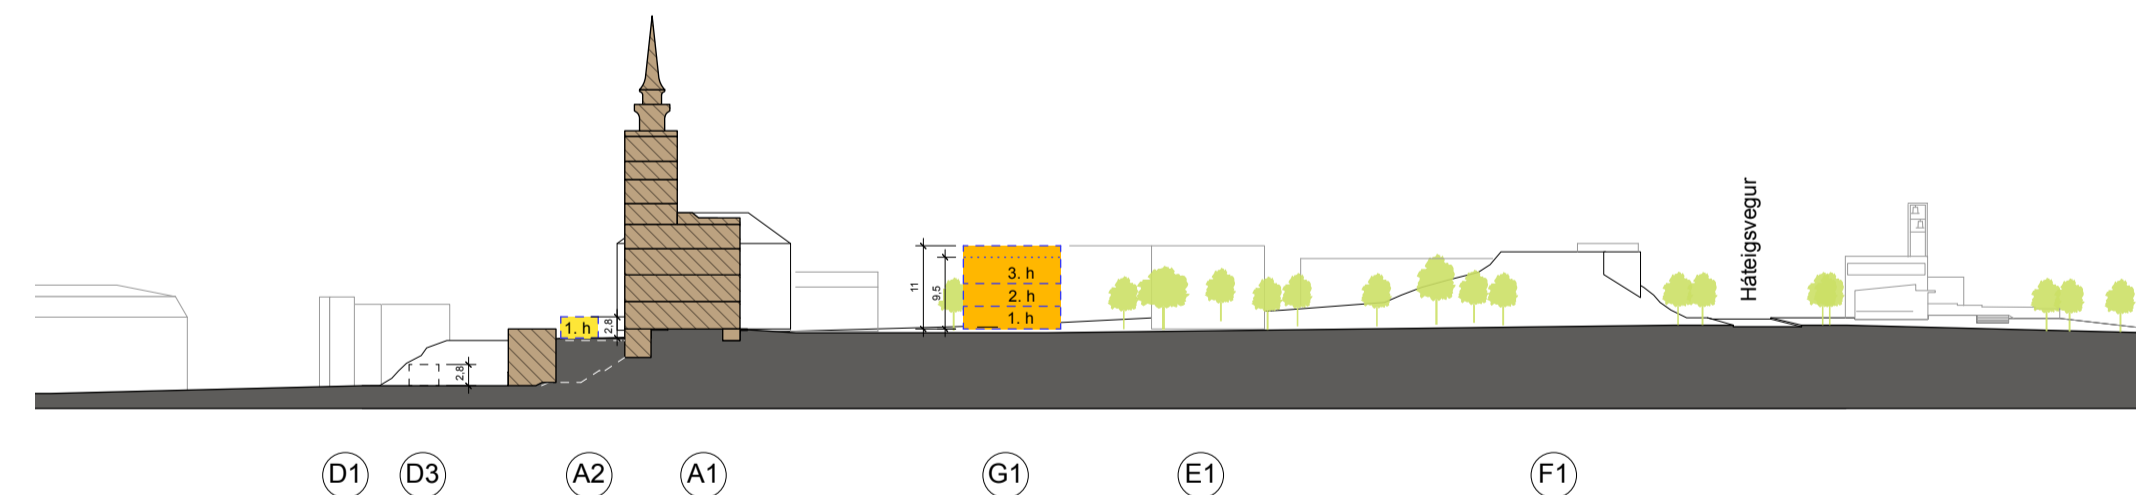 Háteigsvegur
11
9,5
3. h
2. h
1. h
1. h
2,8
2,8
D1
D3
A2
A1
G1
E1
F1